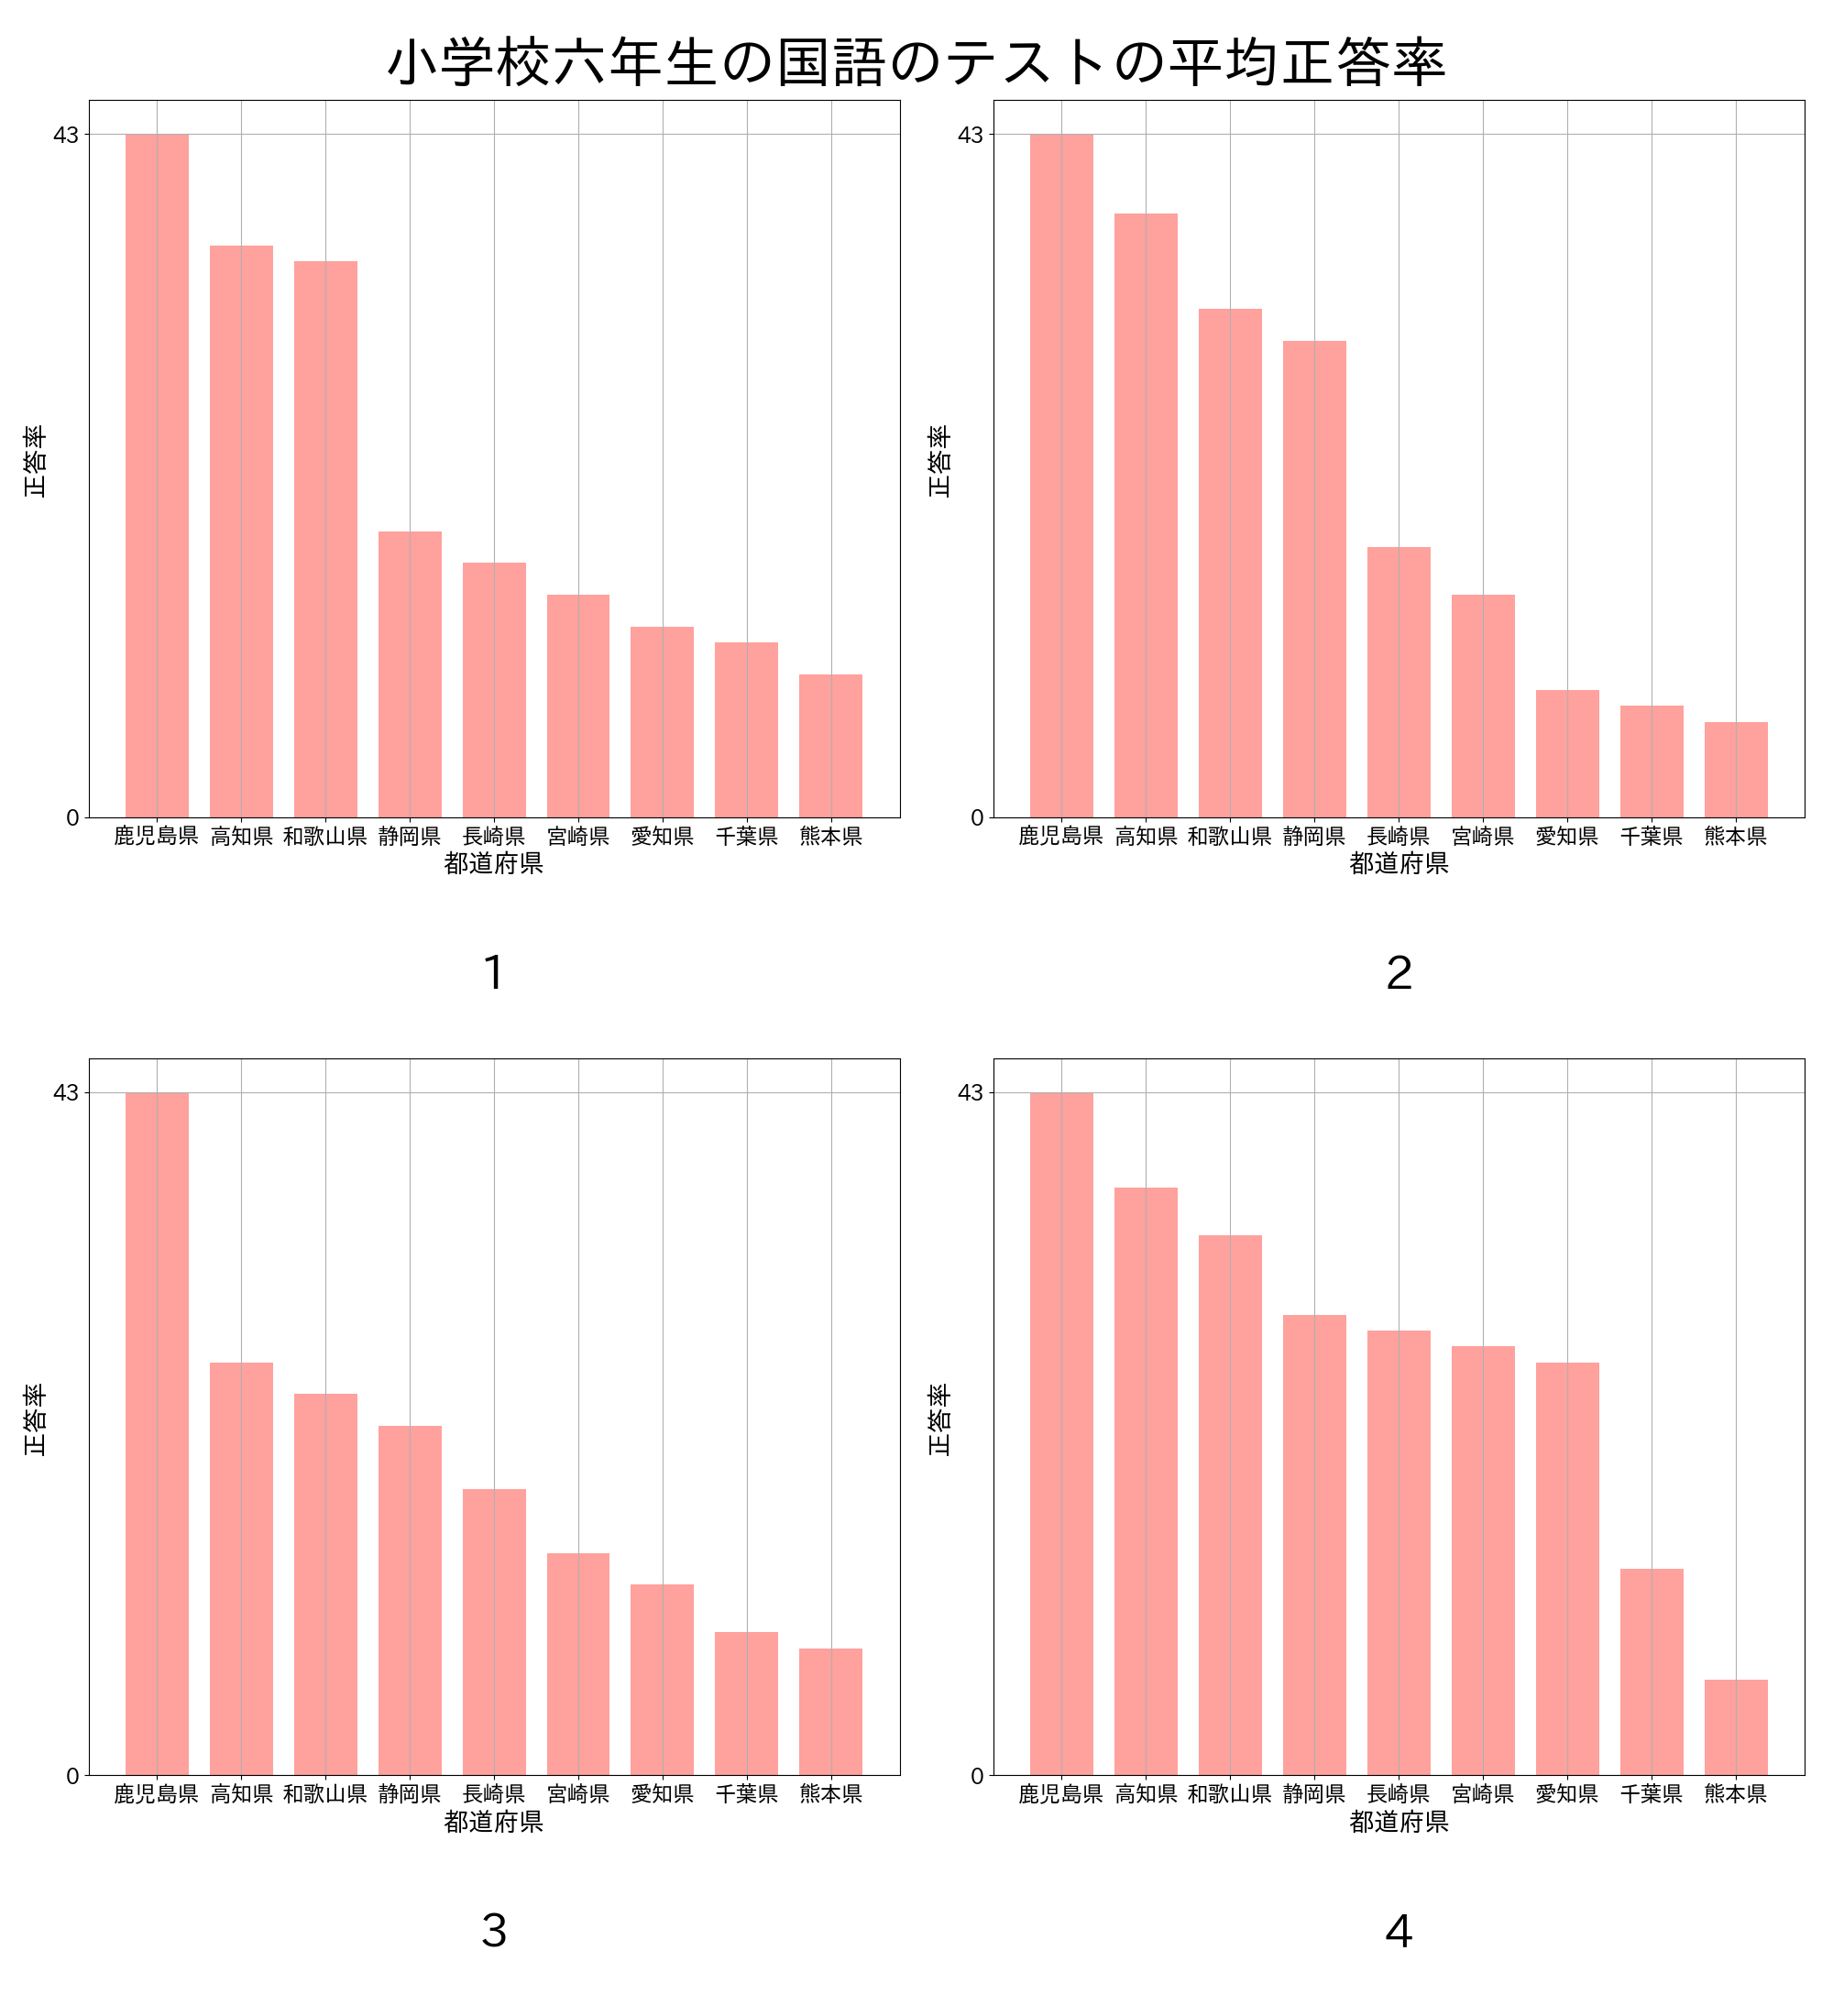 小学校六年生の国語のテストの平均正答率
43
0
正答率
鹿児島県 高知県 和歌山県 静岡県 長崎県 宮崎県 愛知県 千葉県 熊本県
都道府県
1
43
0
正答率
鹿児島県 高知県 和歌山県 静岡県 長崎県 宮崎県 愛知県 千葉県 熊本県
都道府県
2
43
0
正答率
鹿児島県 高知県 和歌山県 静岡県 長崎県 宮崎県 愛知県 千葉県 熊本県
都道府県
3
43
0
正答率
鹿児島県 高知県 和歌山県 静岡県 長崎県 宮崎県 愛知県 千葉県 熊本県
都道府県
4